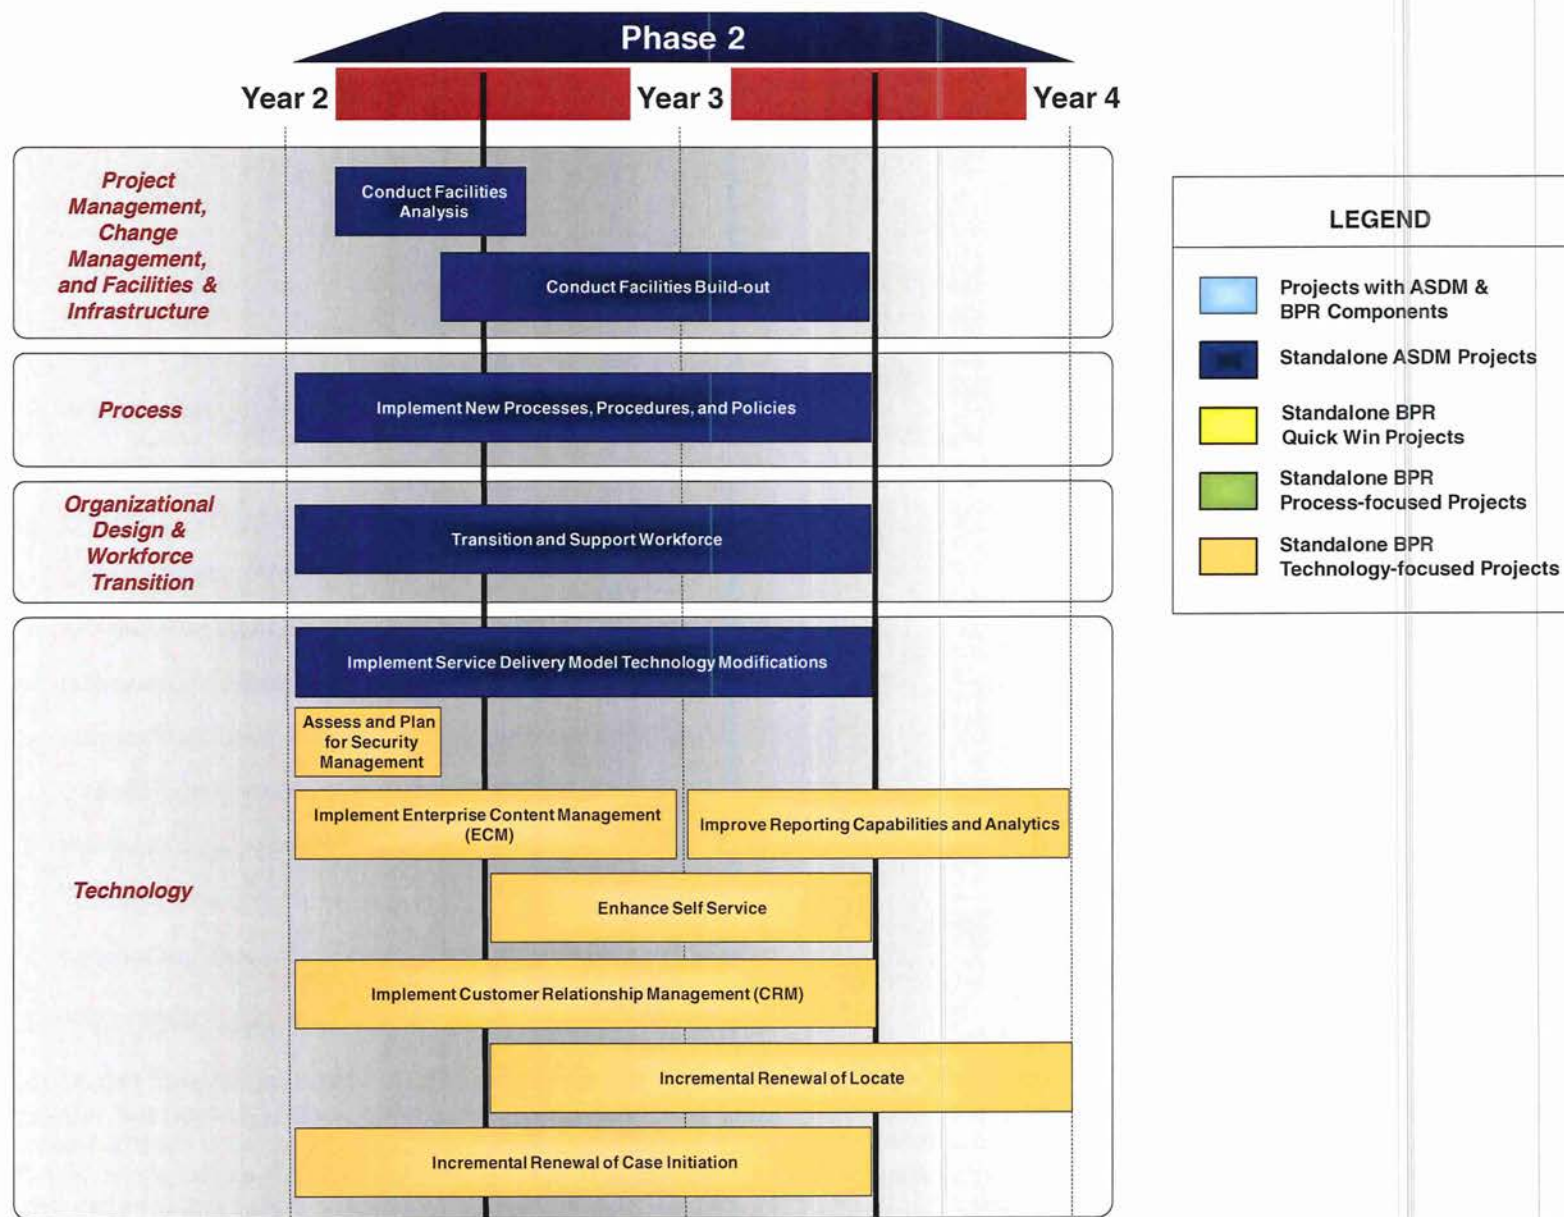 Phase 2
Year 2
Year 3
Year 4
Project
Management,
Change
Management,
and Facilities &
Infrastructure
Conduct Facilities
Analysis
Conduct Facilities Build-out
Process
Implement New Processes, Procedures, and Policies
Organizational
Design &
Workforce
Transition
Transition and Support Workforce
Technology
Implement Service Delivery Model Technology Modifications
Assess and Plan
for Security
Management
Implement Enterprise Content Management
(ECM)
Improve Reporting Capabilities and Analytics
Enhance Self Service
Implement Customer Relationship Management (CRM)
Incremental Renewal of Locate
Incremental Renewal of Case Initiation
LEGEND
Projects with ASDM &
BPR Components
Standalone ASDM Projects
Standalone BPR
Quick Win Projects
Standalone BPR
Process-focused Projects
Standalone BPR
Technology-focused Projects